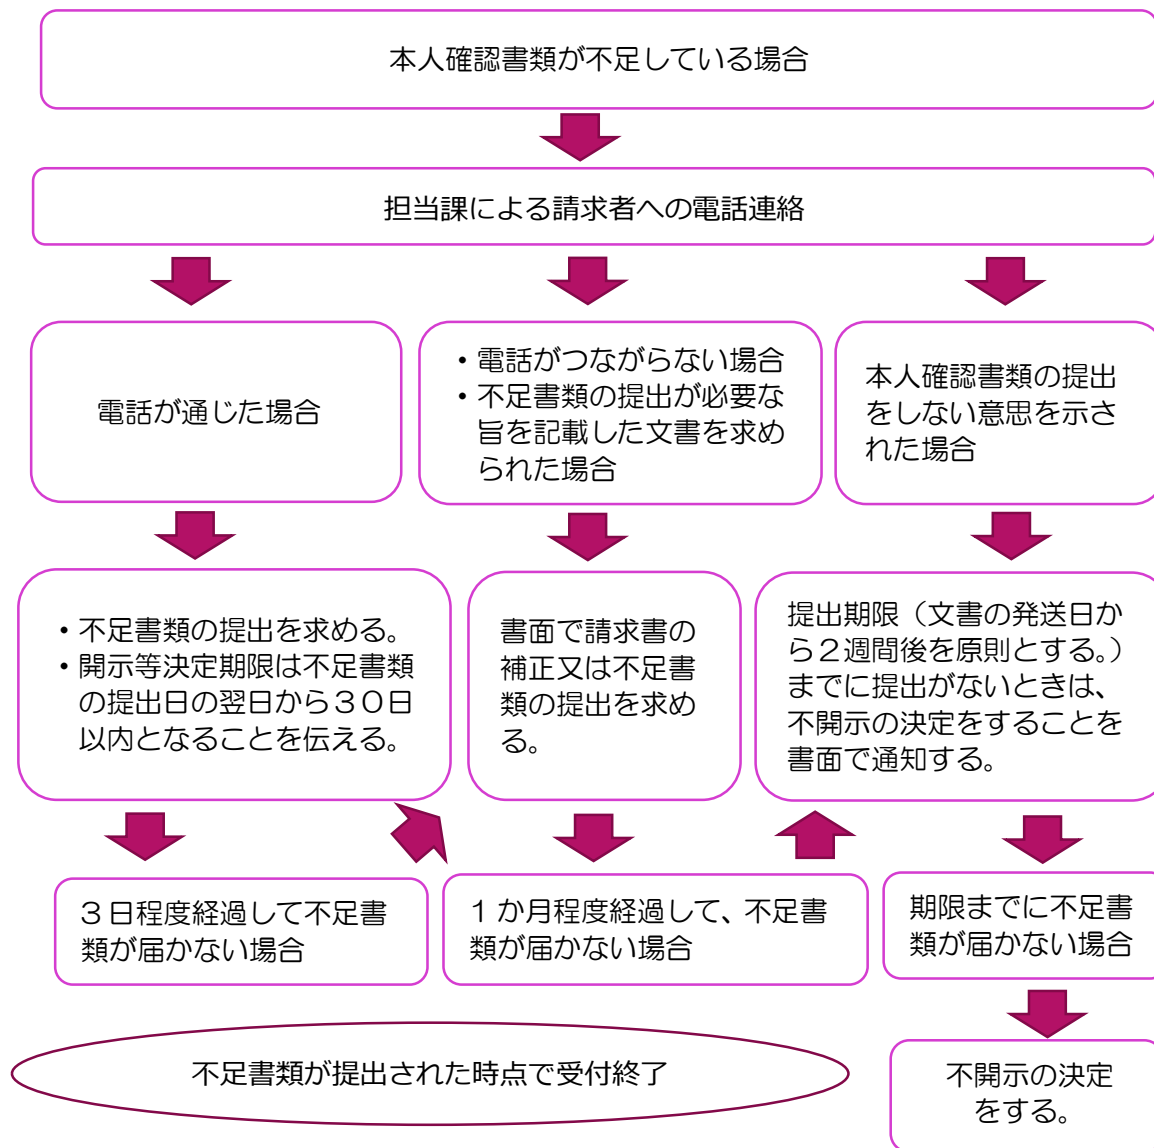 本人確認書類が不足している場合
担当課による請求者への電話連絡
電話が通じた場合
・電話がつながらない場合
・不足書類の提出が必要な
旨を記載した文書を求め
られた場合
本人確認書類の提出
をしない意思を示さ
れた場合
・不足書類の提出を求める。
・開示等決定期限は不足書類
の提出日の翌日から３０日
以内となることを伝える。
書面で請求書の
補正又は不足書
類の提出を求め
る。
提出期限（文書の発送日か
ら２週間後を原則とする。）
までに提出がないときは、
不開示の決定をすることを
書面で通知する。
３日程度経過して不足書
類が届かない場合
１か月程度経過して、不足書
類が届かない場合
期限までに不足書
類が届かない場合
不足書類が提出された時点で受付終了
不開示の決定
をする。